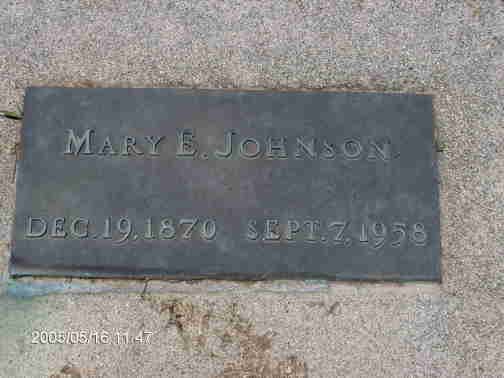 MARY E. JOHNSON
DEC. 19, 1870 SEPT. 7, 1958
2005/05/16 11:47